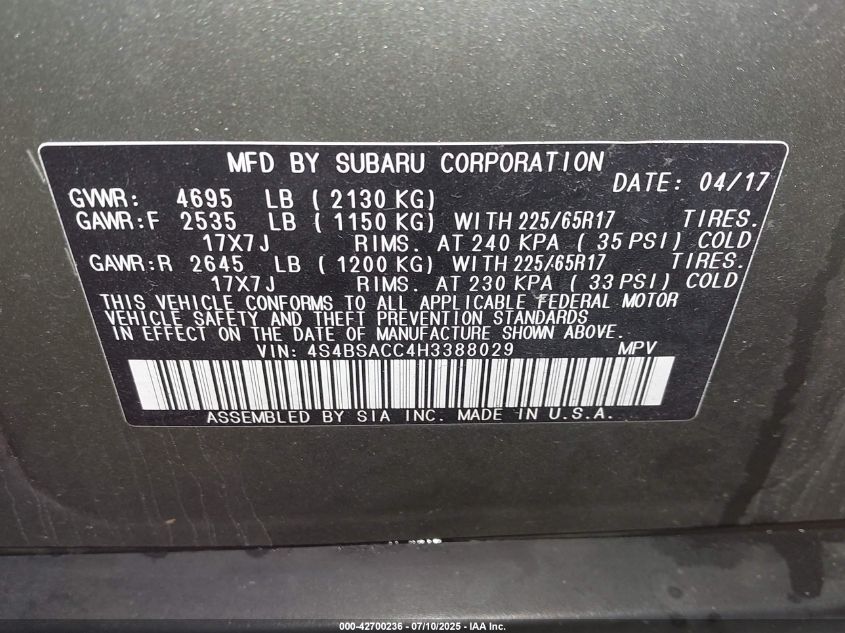 MFD BY SUBARU CORPORATION
DATE: 04/17
GVWR: 4695 LB ( 2130 KG)
GAWR:F 2535 LB ( 1150 KG) WITH 225/65R17 TIRES.
17X7J RIMS. AT 240 KPA ( 35 PSI) COLD
GAWR:R 2645 LB ( 1200 KG) WITH 225/65R17 TIRES.
17X7J RIMS. AT 230 KPA ( 33 PSI) COLD
THIS VEHICLE CONFORMS TO ALL APPLICABLE FEDERAL MOTOR
VEHICLE SAFETY AND THEFT PREVENTION STANDARDS
IN EFFECT ON THE DATE OF MANUFACTURE SHOWN ABOVE.
VIN: 4S4BSACC4H3388029 MPV
ASSEMBLED BY SIA INC. MADE IN U.S.A.
000-42700236 - 07/10/2025 - IAA Inc.